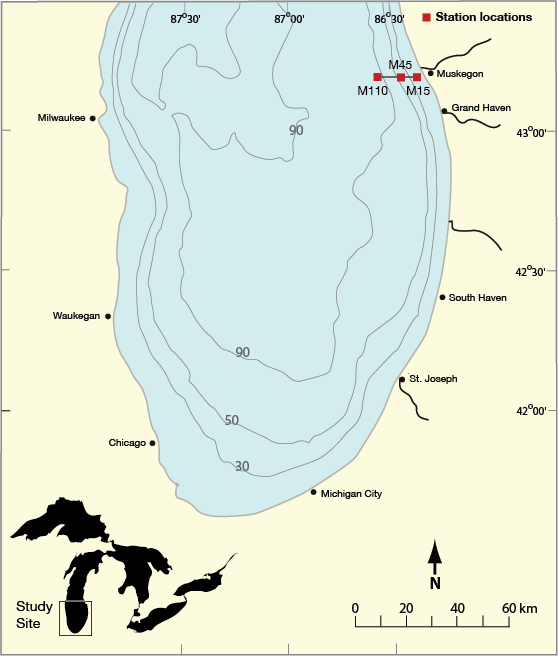 87°30'
87°00'
86°30'
Station locations
M45
Muskegon
M110
M15
Grand Haven
Milwaukee
90
43°00'
42°30'
South Haven
Waukegan
90
St. Joseph
42°00'
50
Chicago
30
Michigan City
N
Study
Site
0 20 40 60 km